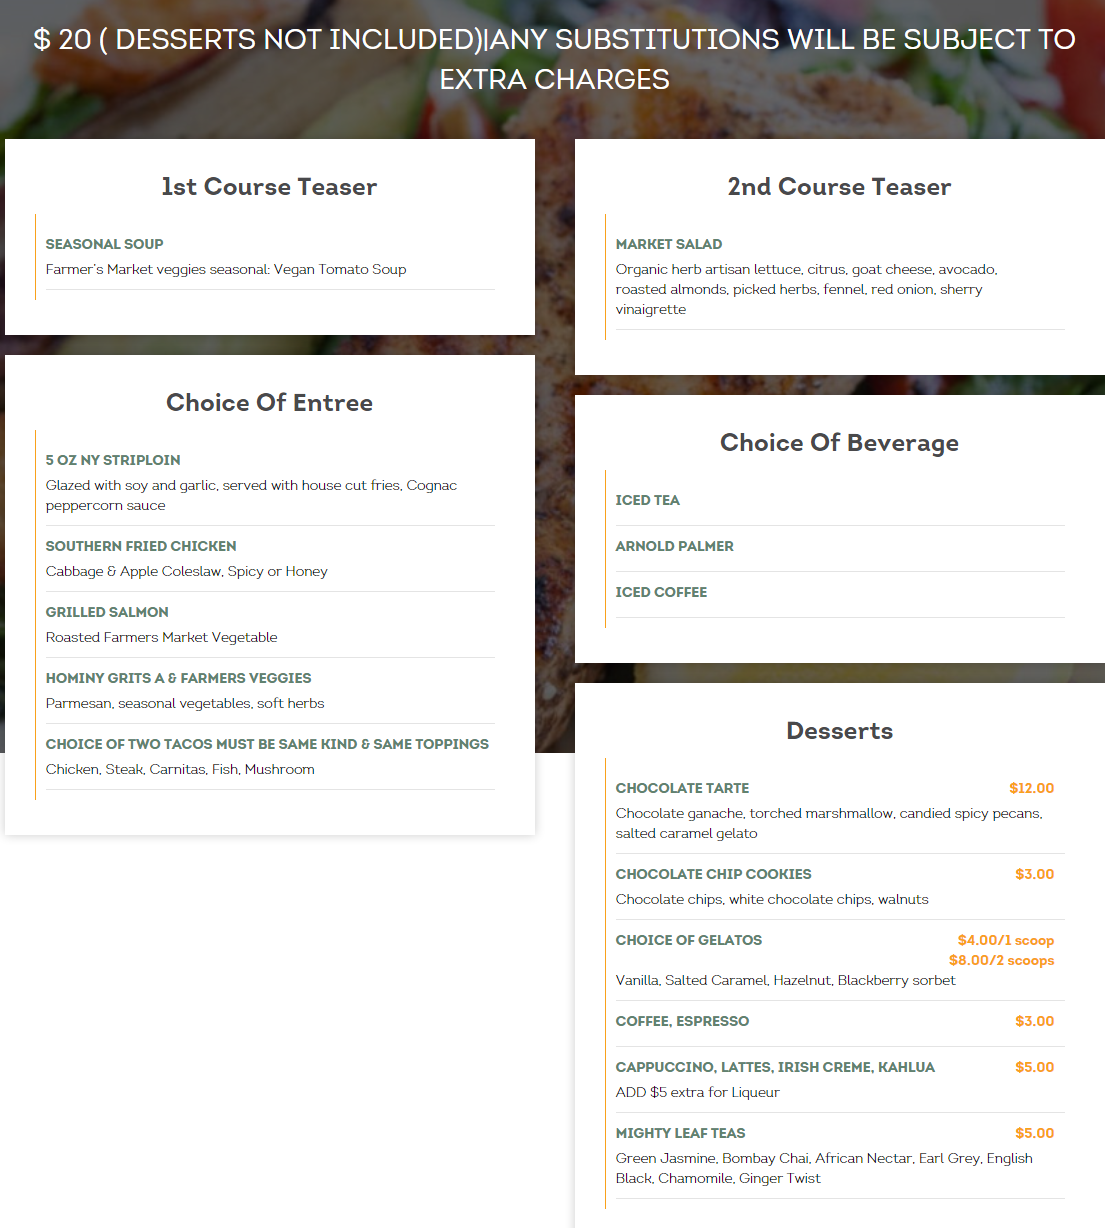 $ 20 ( DESSERTS NOT INCLUDED)|ANY SUBSTITUTIONS WILL BE SUBJECT TO
EXTRA CHARGES
1st Course Teaser
SEASONAL SOUP
Farmer's Market veggies seasonal: Vegan Tomato Soup
Choice Of Entree
5 OZ NY STRIPLOIN
Glazed with soy and garlic, served with house cut fries, Cognac
peppercorn sauce
SOUTHERN FRIED CHICKEN
Cabbage & Apple Coleslaw, Spicy or Honey
GRILLED SALMON
Roasted Farmers Market Vegetable
HOMINY GRITS A & FARMERS VEGGIES
Parmesan, seasonal vegetables, soft herbs
CHOICE OF TWO TACOS MUST BE SAME KIND & SAME TOPPINGS
Chicken, Steak, Carnitas, Fish, Mushroom
2nd Course Teaser
MARKET SALAD
Organic herb artisan lettuce, citrus, goat cheese, avocado,
roasted almonds, picked herbs, fennel, red onion, sherry
vinaigrette
Choice Of Beverage
ICED TEA
ARNOLD PALMER
ICED COFFEE
Desserts
CHOCOLATE TARTE $12.00
Chocolate ganache, torched marshmallow, candied spicy pecans,
salted caramel gelato
CHOCOLATE CHIP COOKIES $3.00
Chocolate chips, white chocolate chips, walnuts
CHOICE OF GELATOS $4.00/1 scoop
$8.00/2 scoops
Vanilla, Salted Caramel, Hazelnut, Blackberry sorbet
COFFEE, ESPRESSO $3.00
CAPPUCCINO, LATTES, IRISH CREME, KAHLUA $5.00
ADD $5 extra for Liqueur
MIGHTY LEAF TEAS $5.00
Green Jasmine, Bombay Chai, African Nectar, Earl Grey, English
Black, Chamomile, Ginger Twist